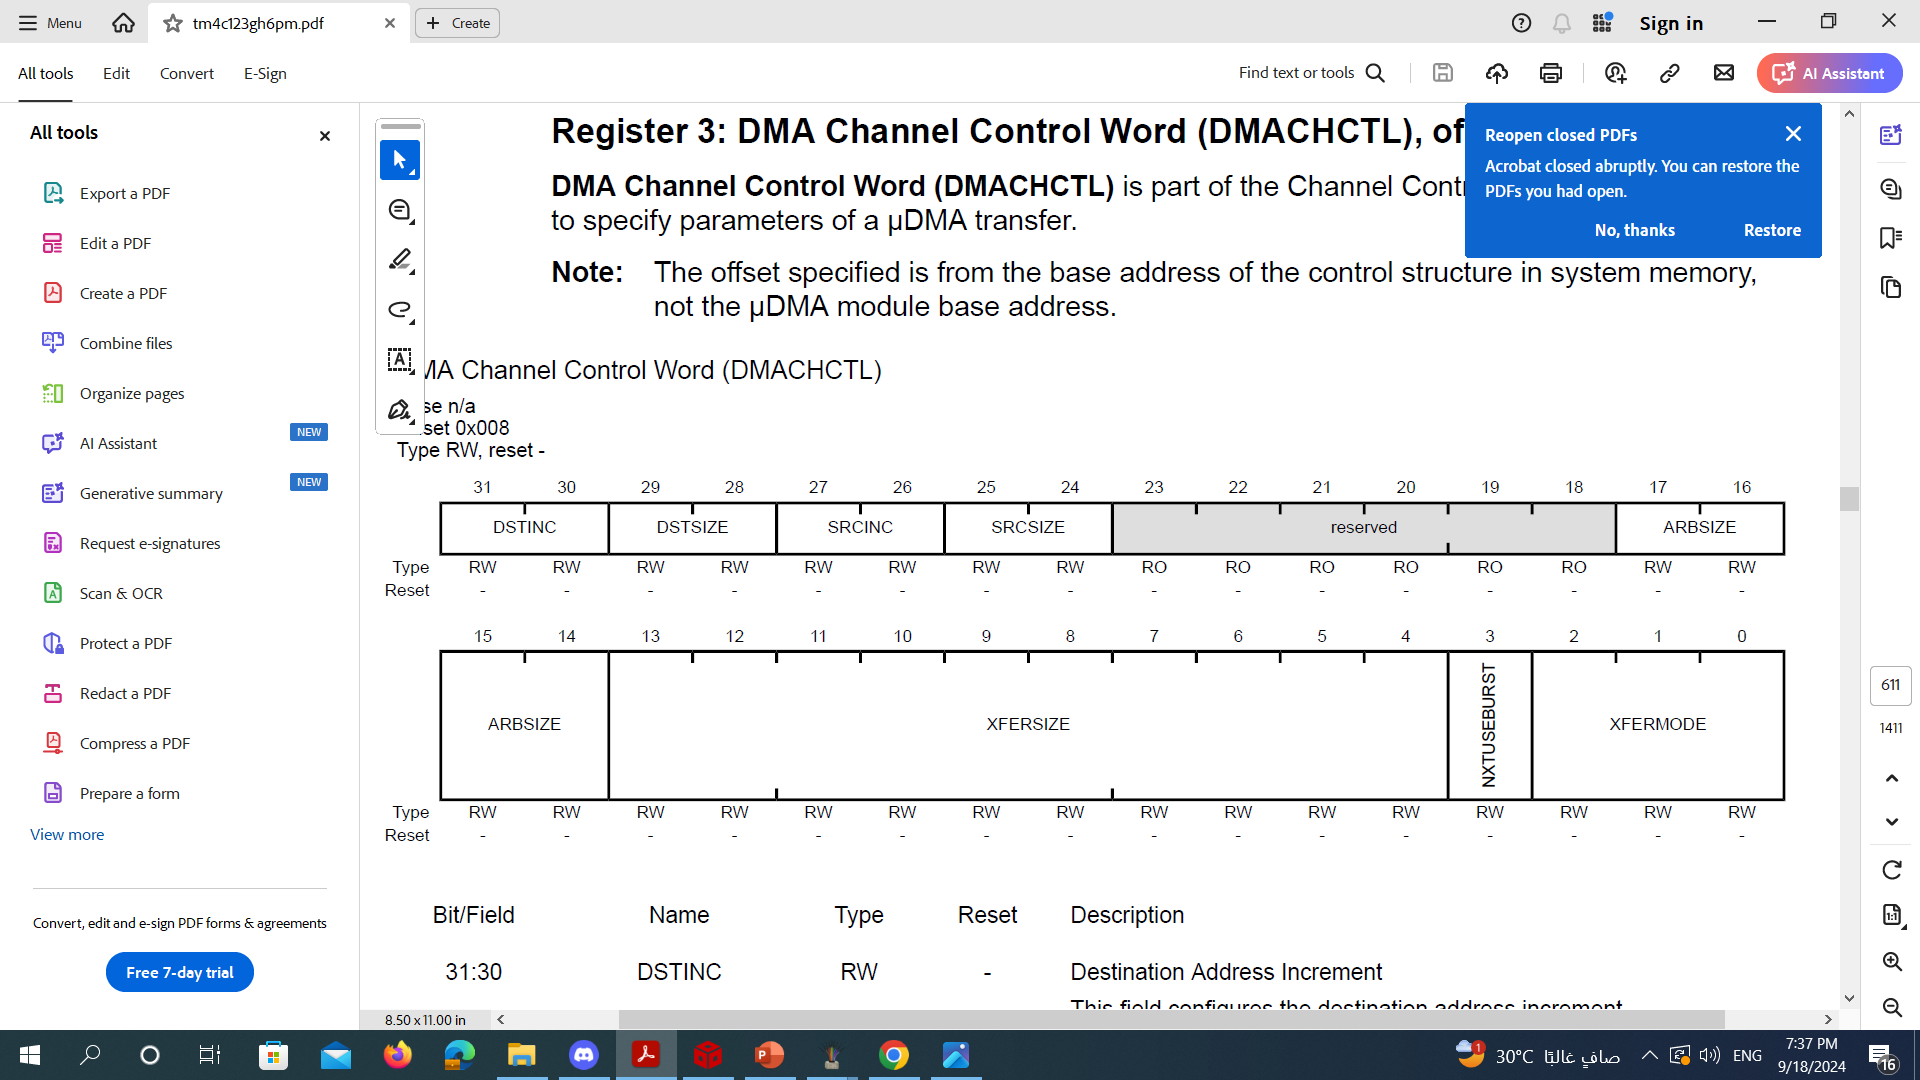 Menu
tm4c123gh6pm.pdf
Create
Sign in
All tools
Edit
Convert
E-Sign
Find text or tools
AI Assistant
All tools
Export a PDF
Edit a PDF
Create a PDF
Combine files
Organize pages
AI Assistant
NEW
Generative summary
NEW
Request e-signatures
Scan & OCR
Protect a PDF
Redact a PDF
Compress a PDF
Prepare a form
View more
Convert, edit and e-sign PDF forms & agreements
Free 7-day trial
Register 3: DMA Channel Control Word (DMACHCTL), of
DMA Channel Control Word (DMACHCTL) is part of the Channel Cont
to specify parameters of a µDMA transfer.
Note: The offset specified is from the base address of the control structure in system memory,
not the µDMA module base address.
Reopen closed PDFs
Acrobat closed abruptly. You can restore the
PDFs you had open.
No, thanks Restore
MA Channel Control Word (DMACHCTL)
se n/a
set 0x008
Type RW, reset -
31 30 29 28 27 26 25 24 23 22 21 20 19 18 17 16
DSTINC DSTSIZE SRCINC SRCSIZE reserved ARBSIZE
Type RW RW RW RW RW RW RW RW RO RO RO RO RO RO RW RW
Reset - - - - - - - - - - - - - - - -
15 14 13 12 11 10 9 8 7 6 5 4 3 2 1 0
ARBSIZE XFERSIZE NXTUSEBURST XFERMODE
Type RW RW RW RW RW RW RW RW RW RW RW RW RW RW RW RW
Reset - - - - - - - - - - - - - - - -
Bit/Field Name Type Reset Description
31:30 DSTINC RW - Destination Address Increment
This field configures the destination address increment
8.50 x 11.00 in
611
1411
30°C صافٍ غالبًا
ENG
7:37 PM
9/18/2024
16
1